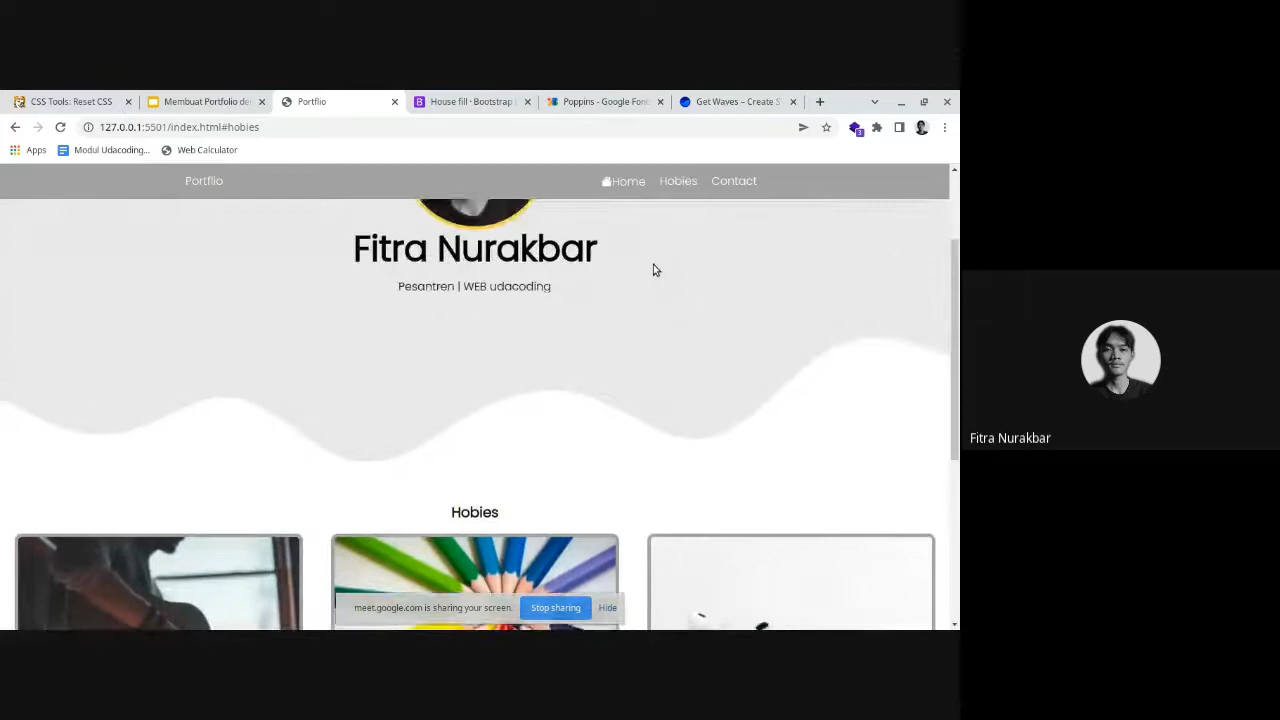 CSS Tools: Reset CSS
Membuat Portfolio de
Portflio
House fill · Bootstrap
Poppins - Google Font
Get Waves – Create S
127.0.0.1:5501/index.html#hobies
Apps
Modul Udacoding...
Web Calculator
Portflio
Home
Hobies
Contact
Fitra Nurakbar
Pesantren | WEB udacoding
Hobies
meet.google.com is sharing your screen.
Stop sharing
Hide
Fitra Nurakbar